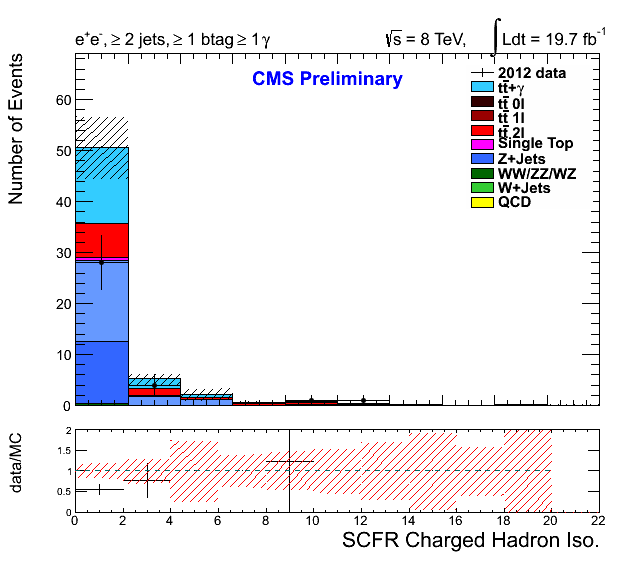 e⁺e⁻, ≥ 2 jets, ≥ 1 btag ≥ 1 γ
√s = 8 TeV, ∫ Ldt = 19.7 fb⁻¹
CMS Preliminary
2012 data
tt̄+γ
tt̄ 0l
tt̄ 1l
tt̄ 2l
Single Top
Z+Jets
WW/ZZ/WZ
W+Jets
QCD
Number of Events
60
50
40
30
20
10
0
data/MC
2
1.5
1
0.5
0
0 2 4 6 8 10 12 14 16 18 20 22
SCFR Charged Hadron Iso.